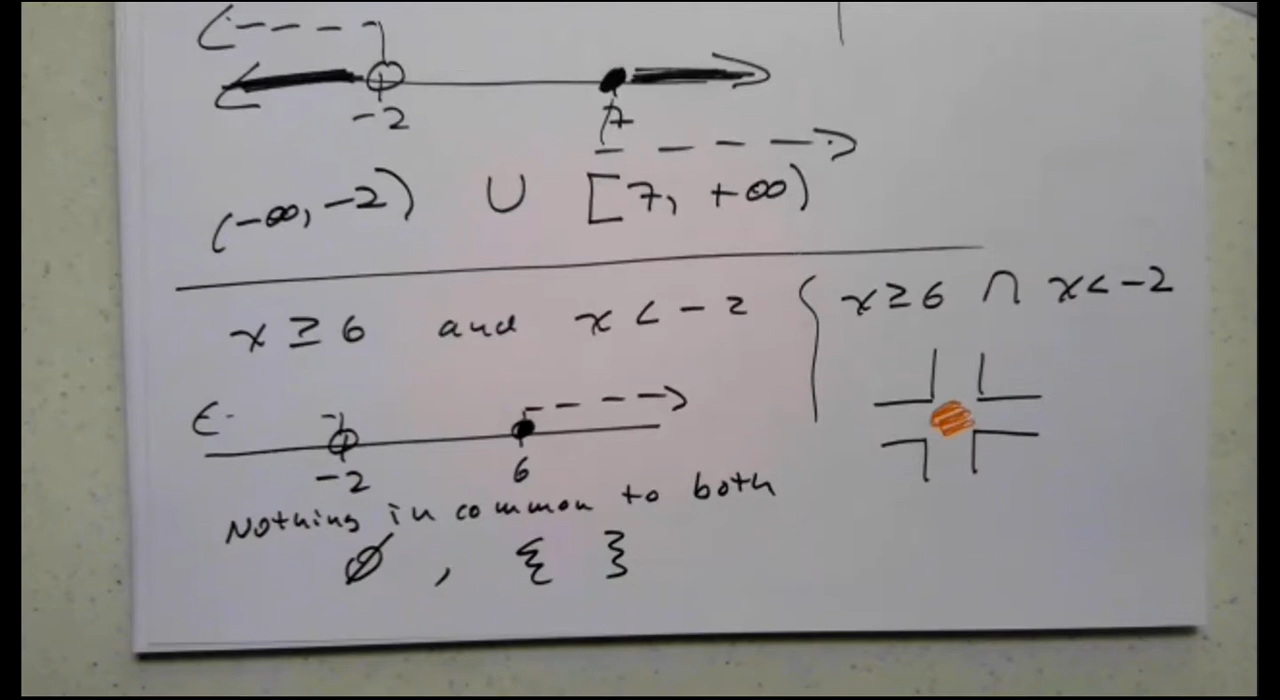 -2 7
(-∞, -2) ∪ [7, +∞)
x ≥ 6 and x < -2
x ≥ 6 ∩ x < -2
-2 6
Nothing in common to both
∅ , { }